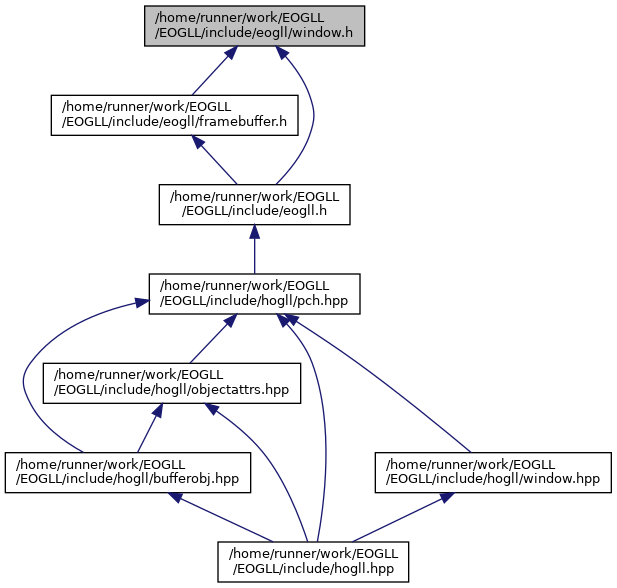 /home/runner/work/EOGLL
/EOGLL/include/eogll/window.h
/home/runner/work/EOGLL
/EOGLL/include/eogll/framebuffer.h
/home/runner/work/EOGLL
/EOGLL/include/eogll.h
/home/runner/work/EOGLL
/EOGLL/include/hogll/pch.hpp
/home/runner/work/EOGLL
/EOGLL/include/hogll/objectattrs.hpp
/home/runner/work/EOGLL
/EOGLL/include/hogll/bufferobj.hpp
/home/runner/work/EOGLL
/EOGLL/include/hogll/window.hpp
/home/runner/work/EOGLL
/EOGLL/include/hogll.hpp